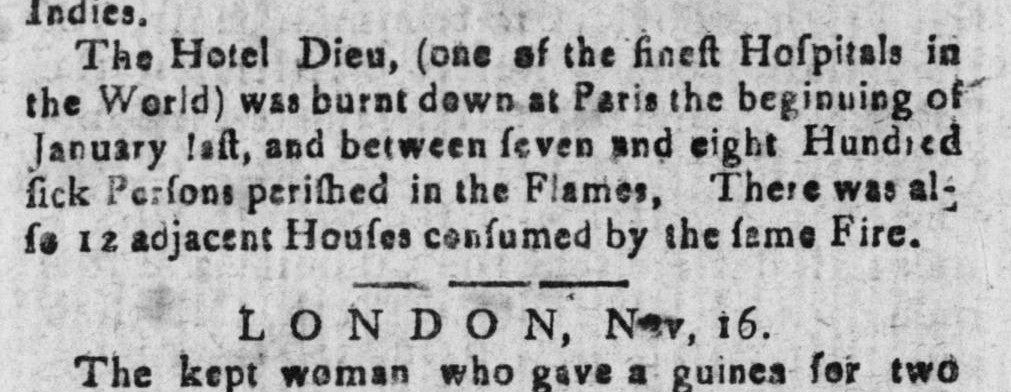 Indies.
The Hotel Dieu, (one of the fineſt Hoſpitals in
the World) was burnt down at Paris the beginuing of
January laſt, and between ſeven and eight Hundred
ſick Perſons periſhed in the Flames, There was al-
ſo 12 adjacent Houſes conſumed by the ſame Fire.
LONDON, Nov, 16.
The kept woman who gave a guinea for two